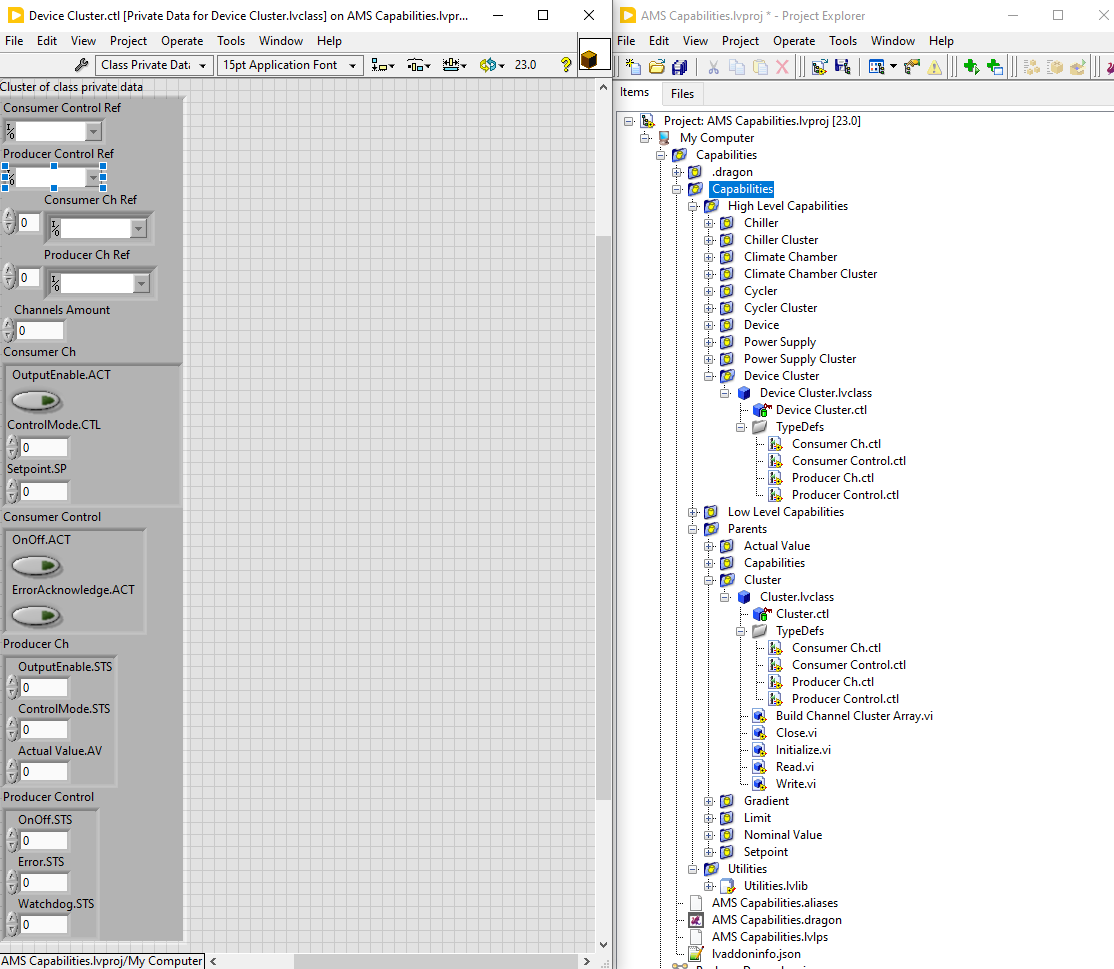 Device Cluster.ctl [Private Data for Device Cluster.lvclass] on AMS Capabilities.lvpr...
File Edit View Project Operate Tools Window Help
Class Private Data 15pt Application Font 23.0 ?
Cluster of class private data
Consumer Control Ref
Producer Control Ref
Consumer Ch Ref
0
Producer Ch Ref
0
Channels Amount
0
Consumer Ch
OutputEnable.ACT
ControlMode.CTL
0
Setpoint.SP
0
Consumer Control
OnOff.ACT
ErrorAcknowledge.ACT
Producer Ch
OutputEnable.STS
0
ControlMode.STS
0
Actual Value.AV
0
Producer Control
OnOff.STS
0
Error.STS
0
Watchdog.STS
0
AMS Capabilities.lvproj/My Computer
AMS Capabilities.lvproj * - Project Explorer
File Edit View Project Operate Tools Window Help
Items Files
Project: AMS Capabilities.lvproj [23.0]
My Computer
Capabilities
.dragon
Capabilities
High Level Capabilities
Chiller
Chiller Cluster
Climate Chamber
Climate Chamber Cluster
Cycler
Cycler Cluster
Device
Power Supply
Power Supply Cluster
Device Cluster
Device Cluster.lvclass
Device Cluster.ctl
TypeDefs
Consumer Ch.ctl
Consumer Control.ctl
Producer Ch.ctl
Producer Control.ctl
Low Level Capabilities
Parents
Actual Value
Capabilities
Cluster
Cluster.lvclass
Cluster.ctl
TypeDefs
Consumer Ch.ctl
Consumer Control.ctl
Producer Ch.ctl
Producer Control.ctl
Build Channel Cluster Array.vi
Close.vi
Initialize.vi
Read.vi
Write.vi
Gradient
Limit
Nominal Value
Setpoint
Utilities
Utilities.lvlib
AMS Capabilities.aliases
AMS Capabilities.dragon
AMS Capabilities.lvlps
lvaddoninfo.json